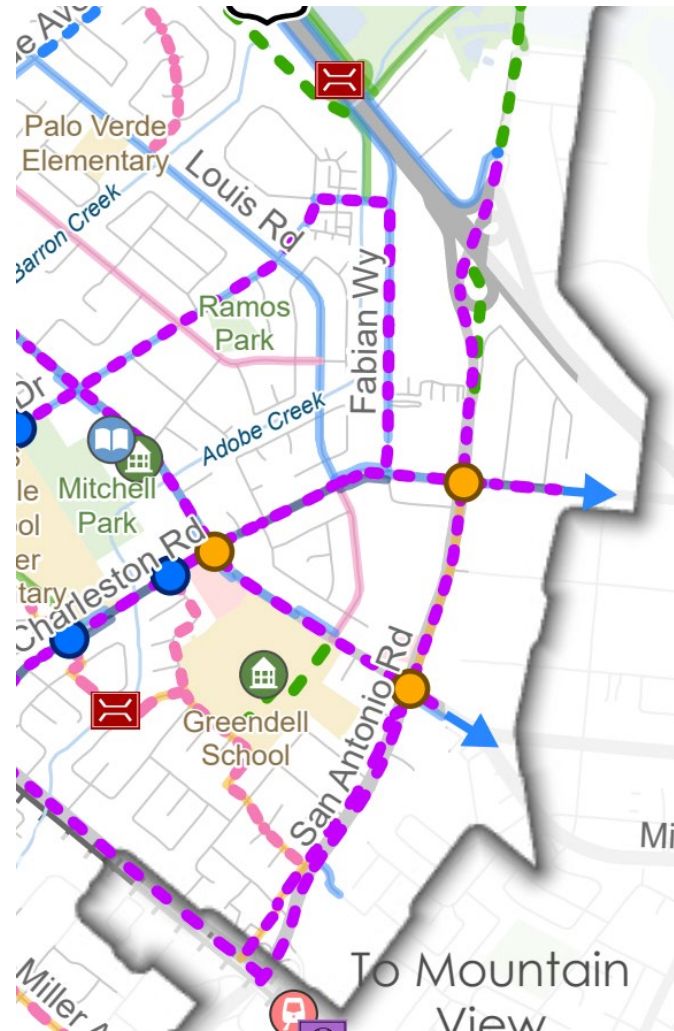 Palo Verde
Elementary
Louis Rd
Barron Creek
Ramos
Park
Fabian Wy
Dr
Adobe Creek
Mitchell
Park
Charleston Rd
Greendell
School
San Antonio Rd
To Mountain
View